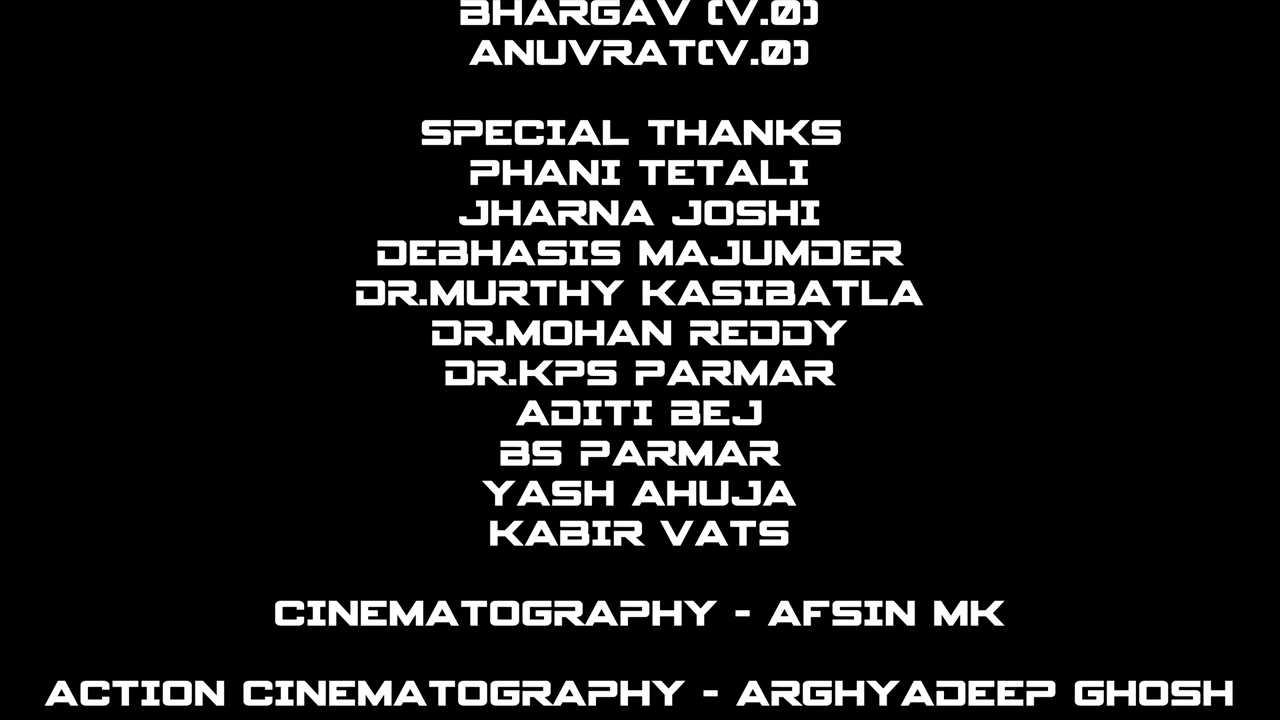 BHARGAV (V.0)
ANUVRAT(V.0)
SPECIAL THANKS
PHANI TETALI
JHARNA JOSHI
DEBHASIS MAJUMDER
DR.MURTHY KASIBATLA
DR.MOHAN REDDY
DR.KPS PARMAR
ADITI BEJ
BS PARMAR
YASH AHUJA
KABIR VATS
CINEMATOGRAPHY - AFSIN MK
ACTION CINEMATOGRAPHY - ARGHYADEEP GHOSH